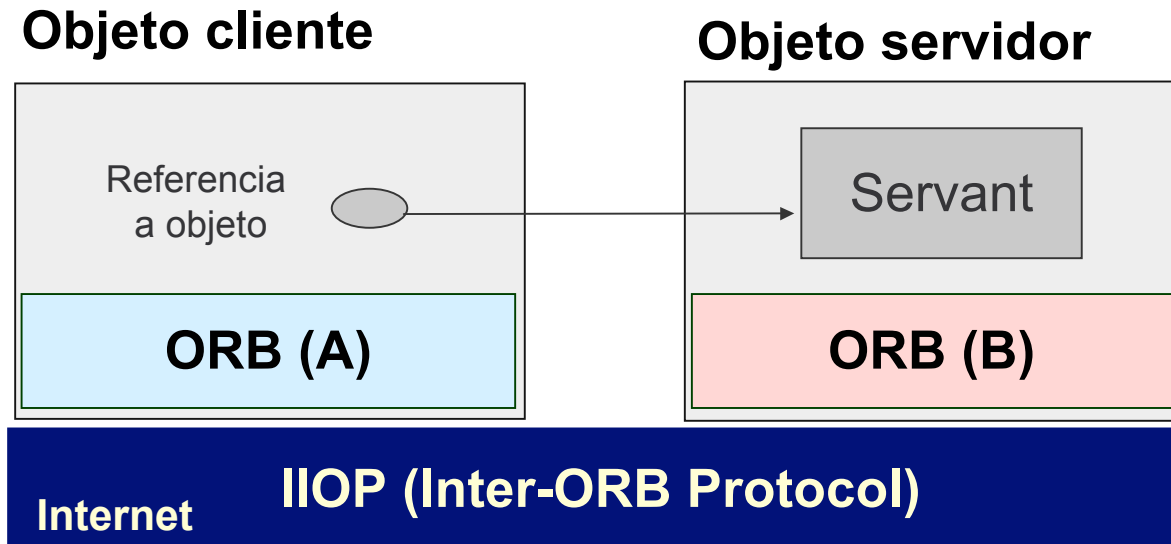 Objeto cliente
Objeto servidor
Referencia
a objeto
Servant
ORB (A)
ORB (B)
IIOP (Inter-ORB Protocol)
Internet